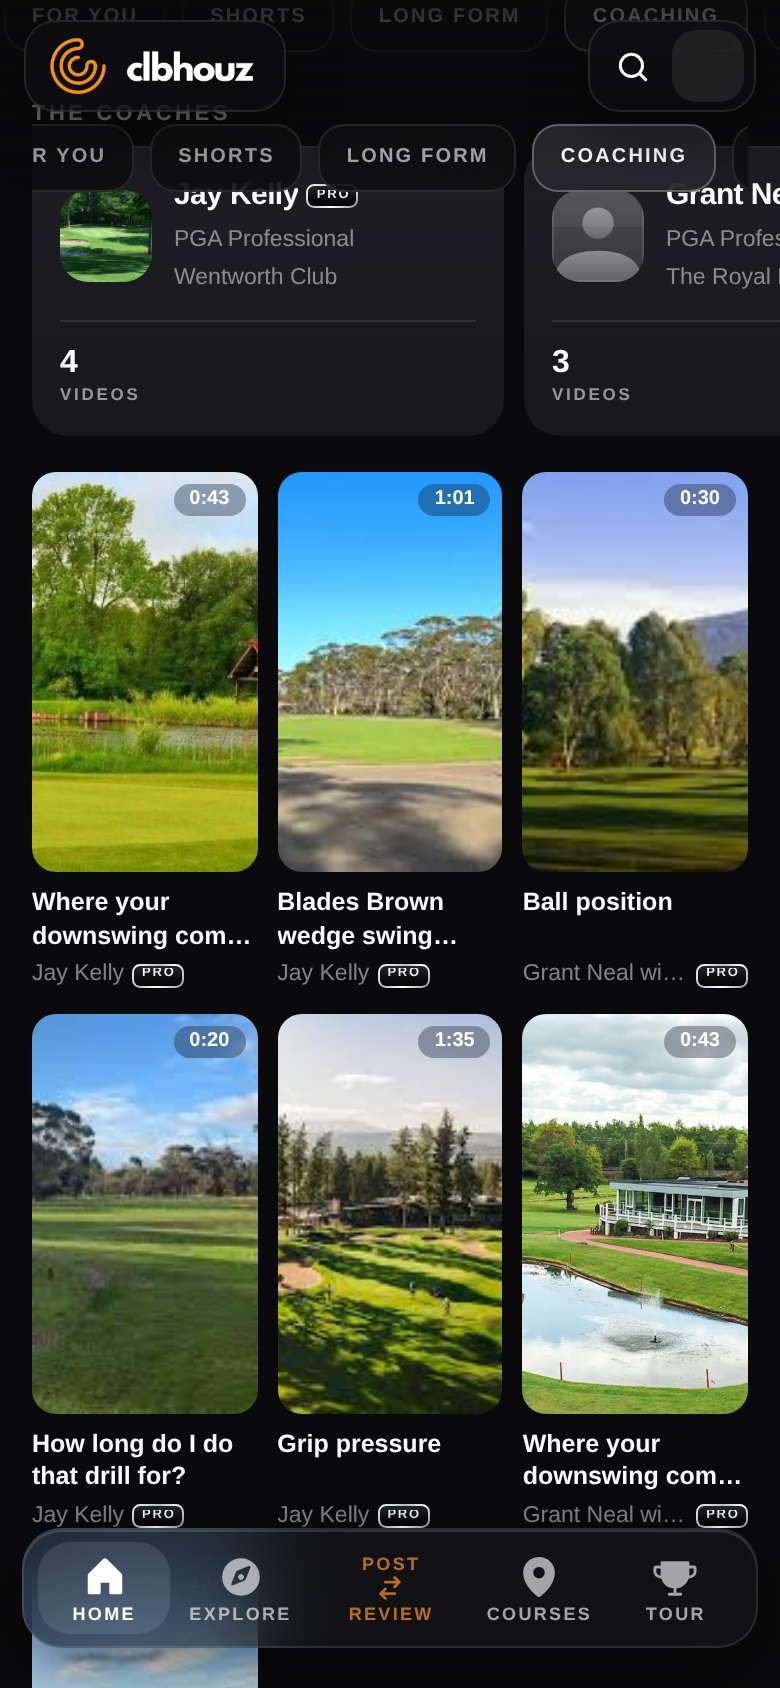 FOR YOU SHORTS LONG FORM COACHING
clbhouz
THE COACHES
R YOU SHORTS LONG FORM COACHING
Jay Kelly PRO
PGA Professional
Wentworth Club
4
VIDEOS
Grant Ne
PGA Profes
The Royal
3
VIDEOS
0:43
1:01
0:30
Where your
downswing com...
Jay Kelly PRO
Blades Brown
wedge swing...
Jay Kelly PRO
Ball position
Grant Neal wi... PRO
0:20
1:35
0:43
How long do I do
that drill for?
Jay Kelly PRO
Grip pressure
Jay Kelly PRO
Where your
downswing com...
Grant Neal wi... PRO
HOME
EXPLORE
POST
REVIEW
COURSES
TOUR